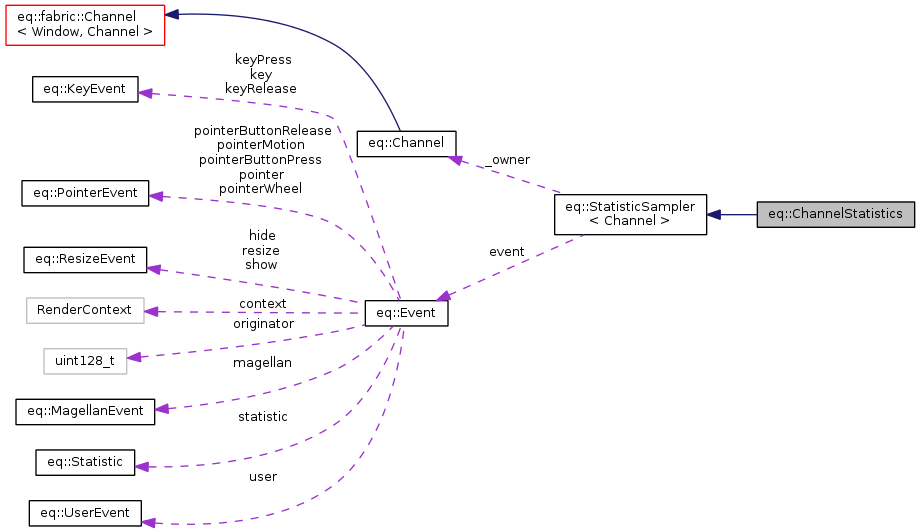 eq::fabric::Channel
< Window, Channel >
keyPress
key
keyRelease
eq::KeyEvent
pointerButtonRelease
pointerMotion
pointerButtonPress
pointer
pointerWheel
eq::Channel
_owner
eq::PointerEvent
eq::StatisticSampler
< Channel >
eq::ChannelStatistics
hide
resize
show
event
eq::ResizeEvent
context
RenderContext
eq::Event
originator
uint128_t
magellan
eq::MagellanEvent
statistic
eq::Statistic
user
eq::UserEvent